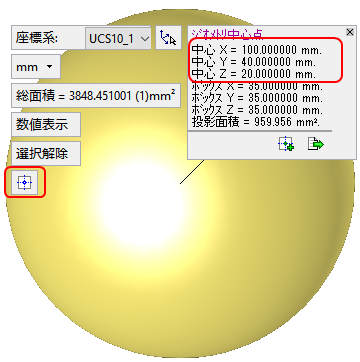 座標系:
UCS10_1
mm
総面積 = 3848.451001 (1)mm²
数値表示
選択解除
ジオメトリ中心点
中心 X = 100.000000 mm.
中心 Y = 40.000000 mm.
中心 Z = 20.000000 mm.
ボックス X = 35.000000 mm.
ボックス Y = 35.000000 mm.
ボックス Z = 35.000000 mm.
投影面積 = 959.956 mm².